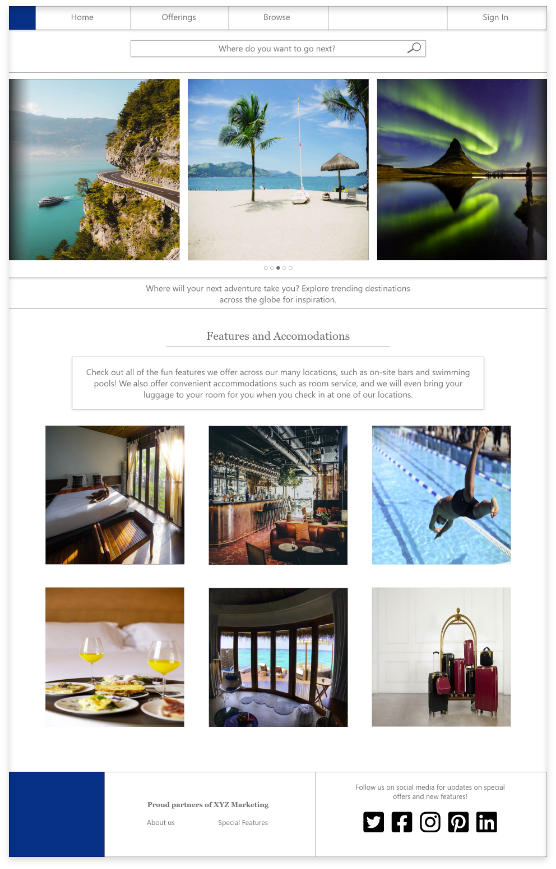 Home
Offerings
Browse
Sign In
Where do you want to go next?
Where will your next adventure take you? Explore trending destinations
across the globe for inspiration.
Features and Accomodations
Check out all of the fun features we offer across our many locations, such as on-site bars and swimming
pools! We also offer convenient accommodations such as room service, and we will even bring your
luggage to your room for you when you check in at one of our locations.
Proud partners of XYZ Marketing
About us
Special Features
Follow us on social media for updates on special
offers and new features!